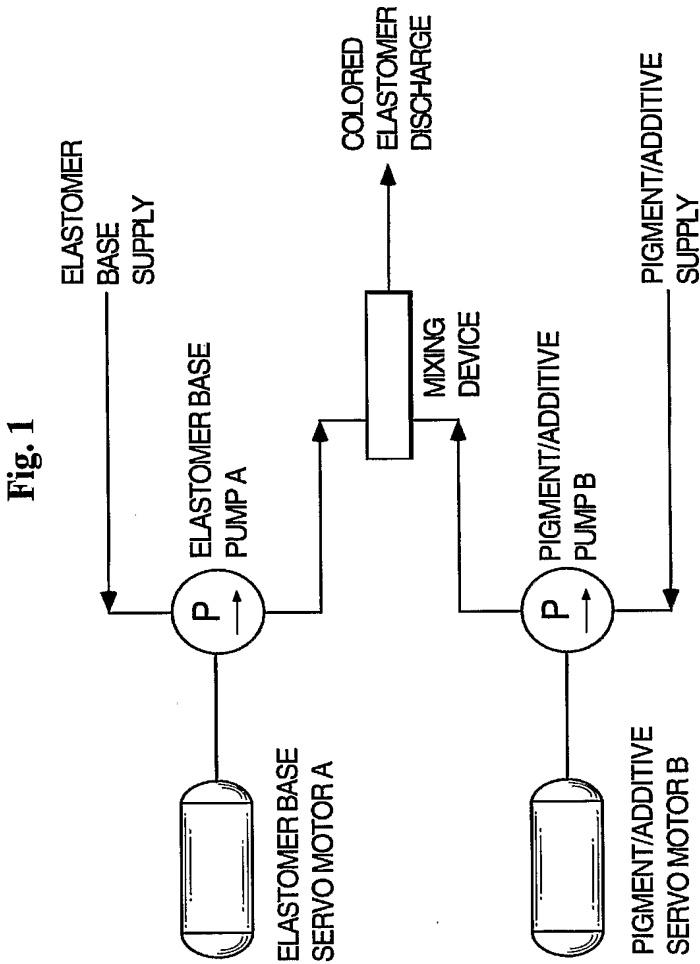 Fig. 1
ELASTOMER
BASE
SUPPLY
ELASTOMER BASE
PUMP A
P
ELASTOMER BASE
SERVO MOTOR A
COLORED
ELASTOMER
DISCHARGE
MIXING
DEVICE
PIGMENT/ADDITIVE
PUMP B
P
PIGMENT/ADDITIVE
SERVO MOTOR B
PIGMENT/ADDITIVE
SUPPLY